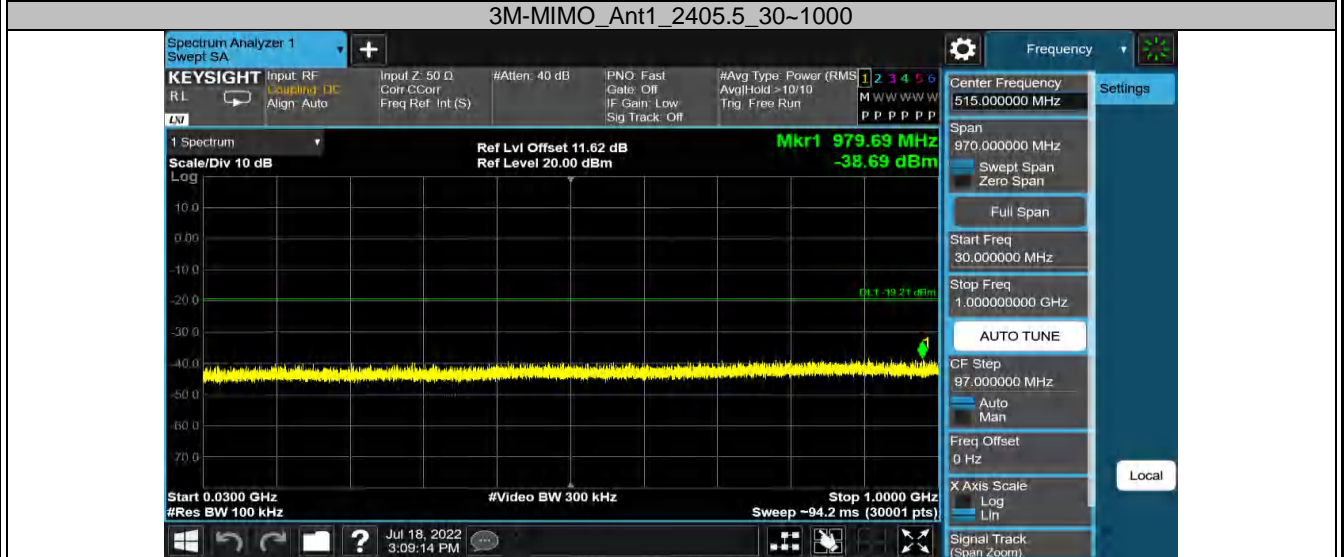 3M-MIMO_Ant1_2405.5_30~1000
Spectrum Analyzer 1
Swept SA
+
Frequency
KEYSIGHT
RL
LXI
Input: RF
Coupling: DC
Align: Auto
Input Z: 50 Ω
Corr CCorr
Freq Ref: Int (S)
#Atten: 40 dB
PNO: Fast
Gate: Off
IF Gain: Low
Sig Track: Off
#Avg Type: Power (RMS
Avg|Hold: >10/10
Trig: Free Run
1 2 3 4 5 6
M W W W W W
P P P P P P
Center Frequency
515.000000 MHz
Settings
1 Spectrum
Scale/Div 10 dB
Log
Ref Lvl Offset 11.62 dB
Ref Level 20.00 dBm
Mkr1 979.69 MHz
-38.69 dBm
Span
970.000000 MHz
Swept Span
Zero Span
Full Span
10.0
0.00
-10.0
-20.0
-30.0
-40.0
-50.0
-60.0
-70.0
DL1 -19.21 dBm
1
Start Freq
30.000000 MHz
Stop Freq
1.000000000 GHz
AUTO TUNE
CF Step
97.000000 MHz
Auto
Man
Freq Offset
0 Hz
X Axis Scale
Log
Lin
Local
Start 0.0300 GHz
#Res BW 100 kHz
#Video BW 300 kHz
Stop 1.0000 GHz
Sweep ~94.2 ms (30001 pts)
?
Jul 18, 2022
3:09:14 PM
Signal Track
(Span Zoom)